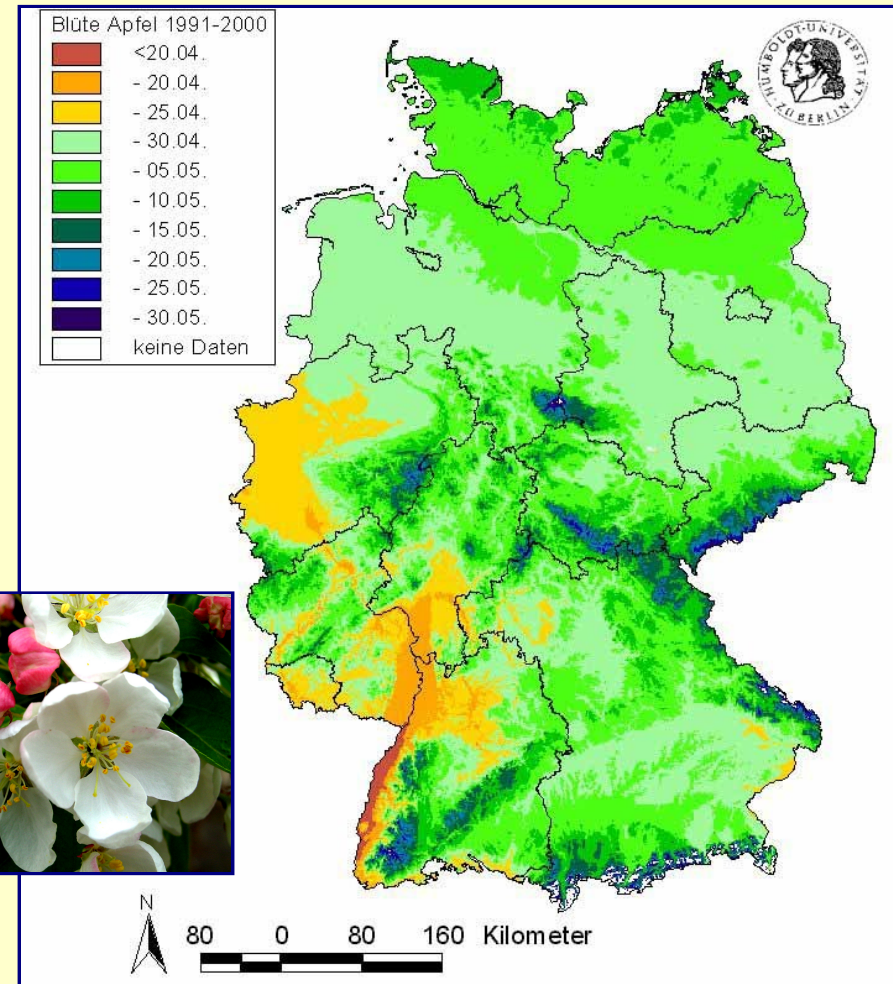 Blüte Apfel 1991-2000
<20.04.
- 20.04.
- 25.04.
- 30.04.
- 05.05.
- 10.05.
- 15.05.
- 20.05.
- 25.05.
- 30.05.
keine Daten
HUMBOLDT-UNIVERSITÄT
ZU BERLIN
N
80 0 80 160 Kilometer